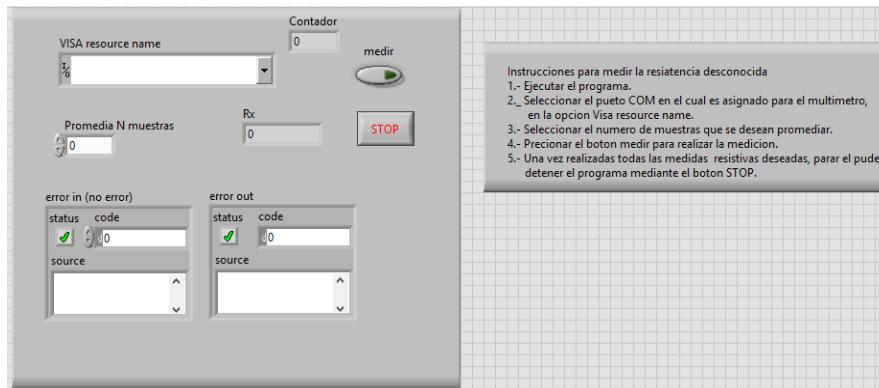 Contador
0
VISA resource name
medir
Promedia N muestras
0
Rx
0
STOP
error in (no error)
status code
0
source
error out
status code
0
source
Instrucciones para medir la resiatencia desconocida
1.- Ejecutar el programa.
2._ Seleccionar el pueto COM en el cual es asignado para el multimetro,
en la opcion Visa resource name.
3.- Seleccionar el numero de muestras que se desean promediar.
4.- Precionar el boton medir para realizar la medicion.
5.- Una vez realizadas todas las medidas resistivas deseadas, parar el pude
detener el programa mediante el boton STOP.